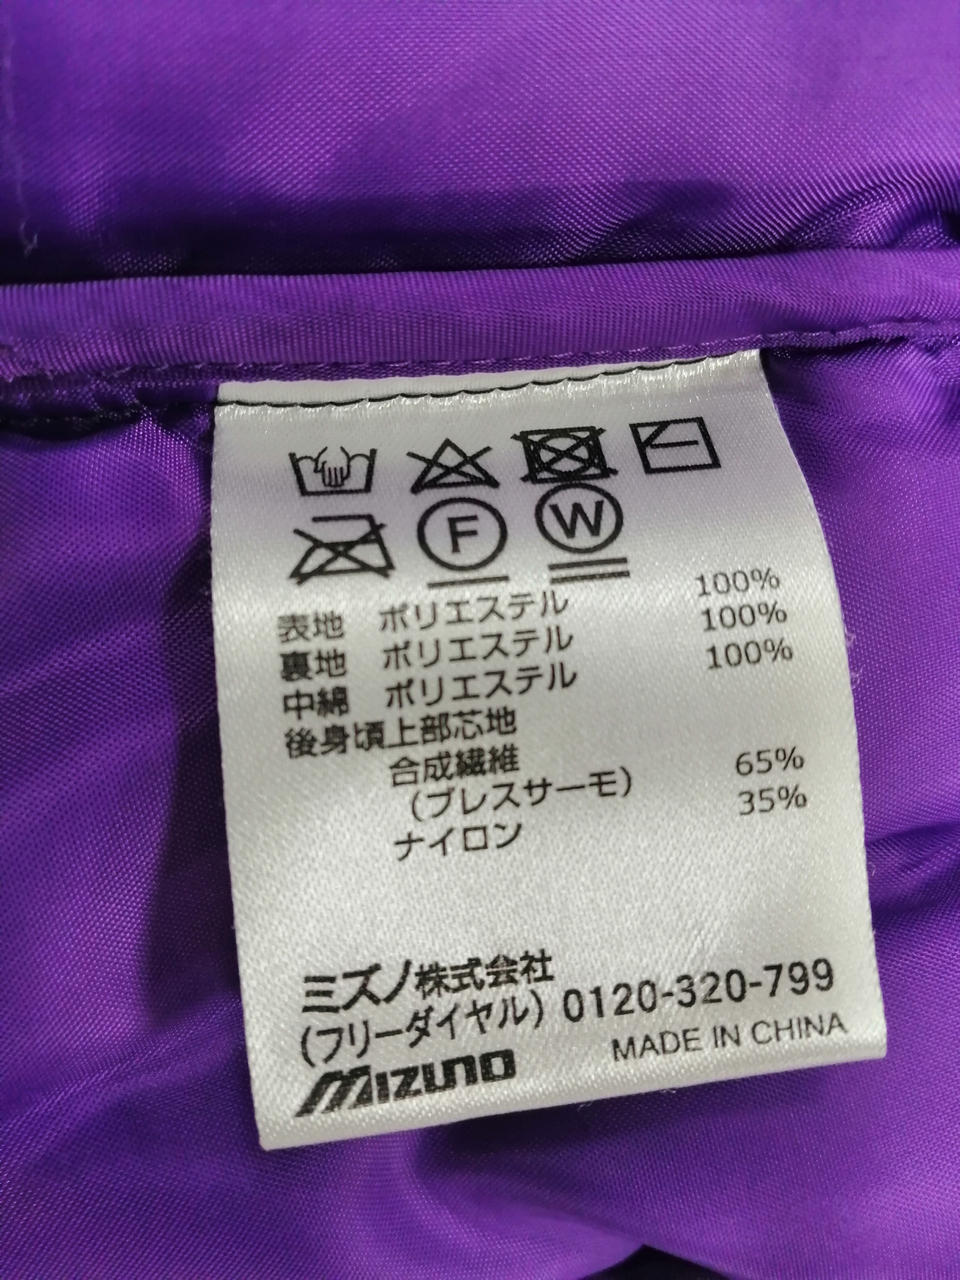 F W
表地 ポリエステル 100%
裏地 ポリエステル 100%
中綿 ポリエステル 100%
後身頃上部芯地
合成繊維 65%
(ブレスサーモ)
ナイロン 35%
ミズノ株式会社
(フリーダイヤル) 0120-320-799
MIZUNO MADE IN CHINA